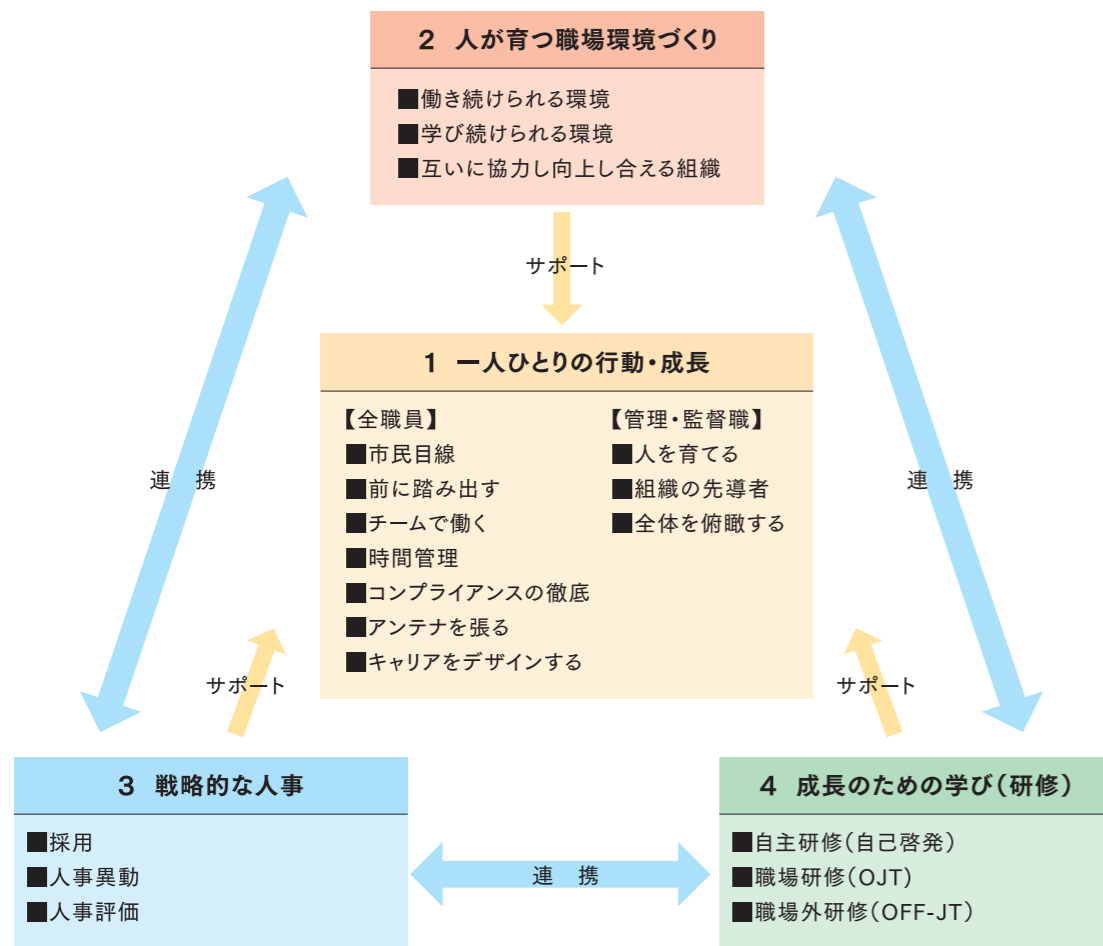 2 人が育つ職場環境づくり
■働き続けられる環境
■学び続けられる環境
■互いに協力し向上し合える組織
サポート
1 一人ひとりの行動・成長
【全職員】
■市民目線
■前に踏み出す
■チームで働く
■時間管理
■コンプライアンスの徹底
■アンテナを張る
■キャリアをデザインする
【管理・監督職】
■人を育てる
■組織の先導者
■全体を俯瞰する
連 携
連 携
サポート
サポート
3 戦略的な人事
■採用
■人事異動
■人事評価
連 携
4 成長のための学び(研修)
■自主研修(自己啓発)
■職場研修(OJT)
■職場外研修(OFF-JT)